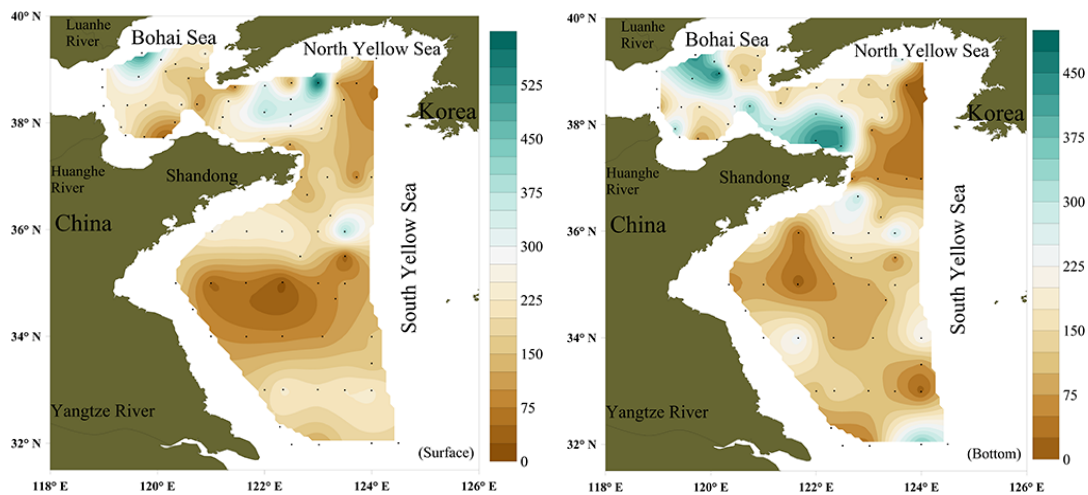 40° N
38° N
36° N
34° N
32° N
118° E
120° E
122° E
124° E
126° E
Luanhe
River
Bohai Sea
North Yellow Sea
Korea
Huanghe
River
Shandong
China
South Yellow Sea
Yangtze River
(Surface)
525
450
375
300
225
150
75
0
40° N
38° N
36° N
34° N
32° N
118° E
120° E
122° E
124° E
126° E
Luanhe
River
Bohai Sea
North Yellow Sea
Korea
Huanghe
River
Shandong
China
South Yellow Sea
Yangtze River
(Bottom)
450
375
300
225
150
75
0